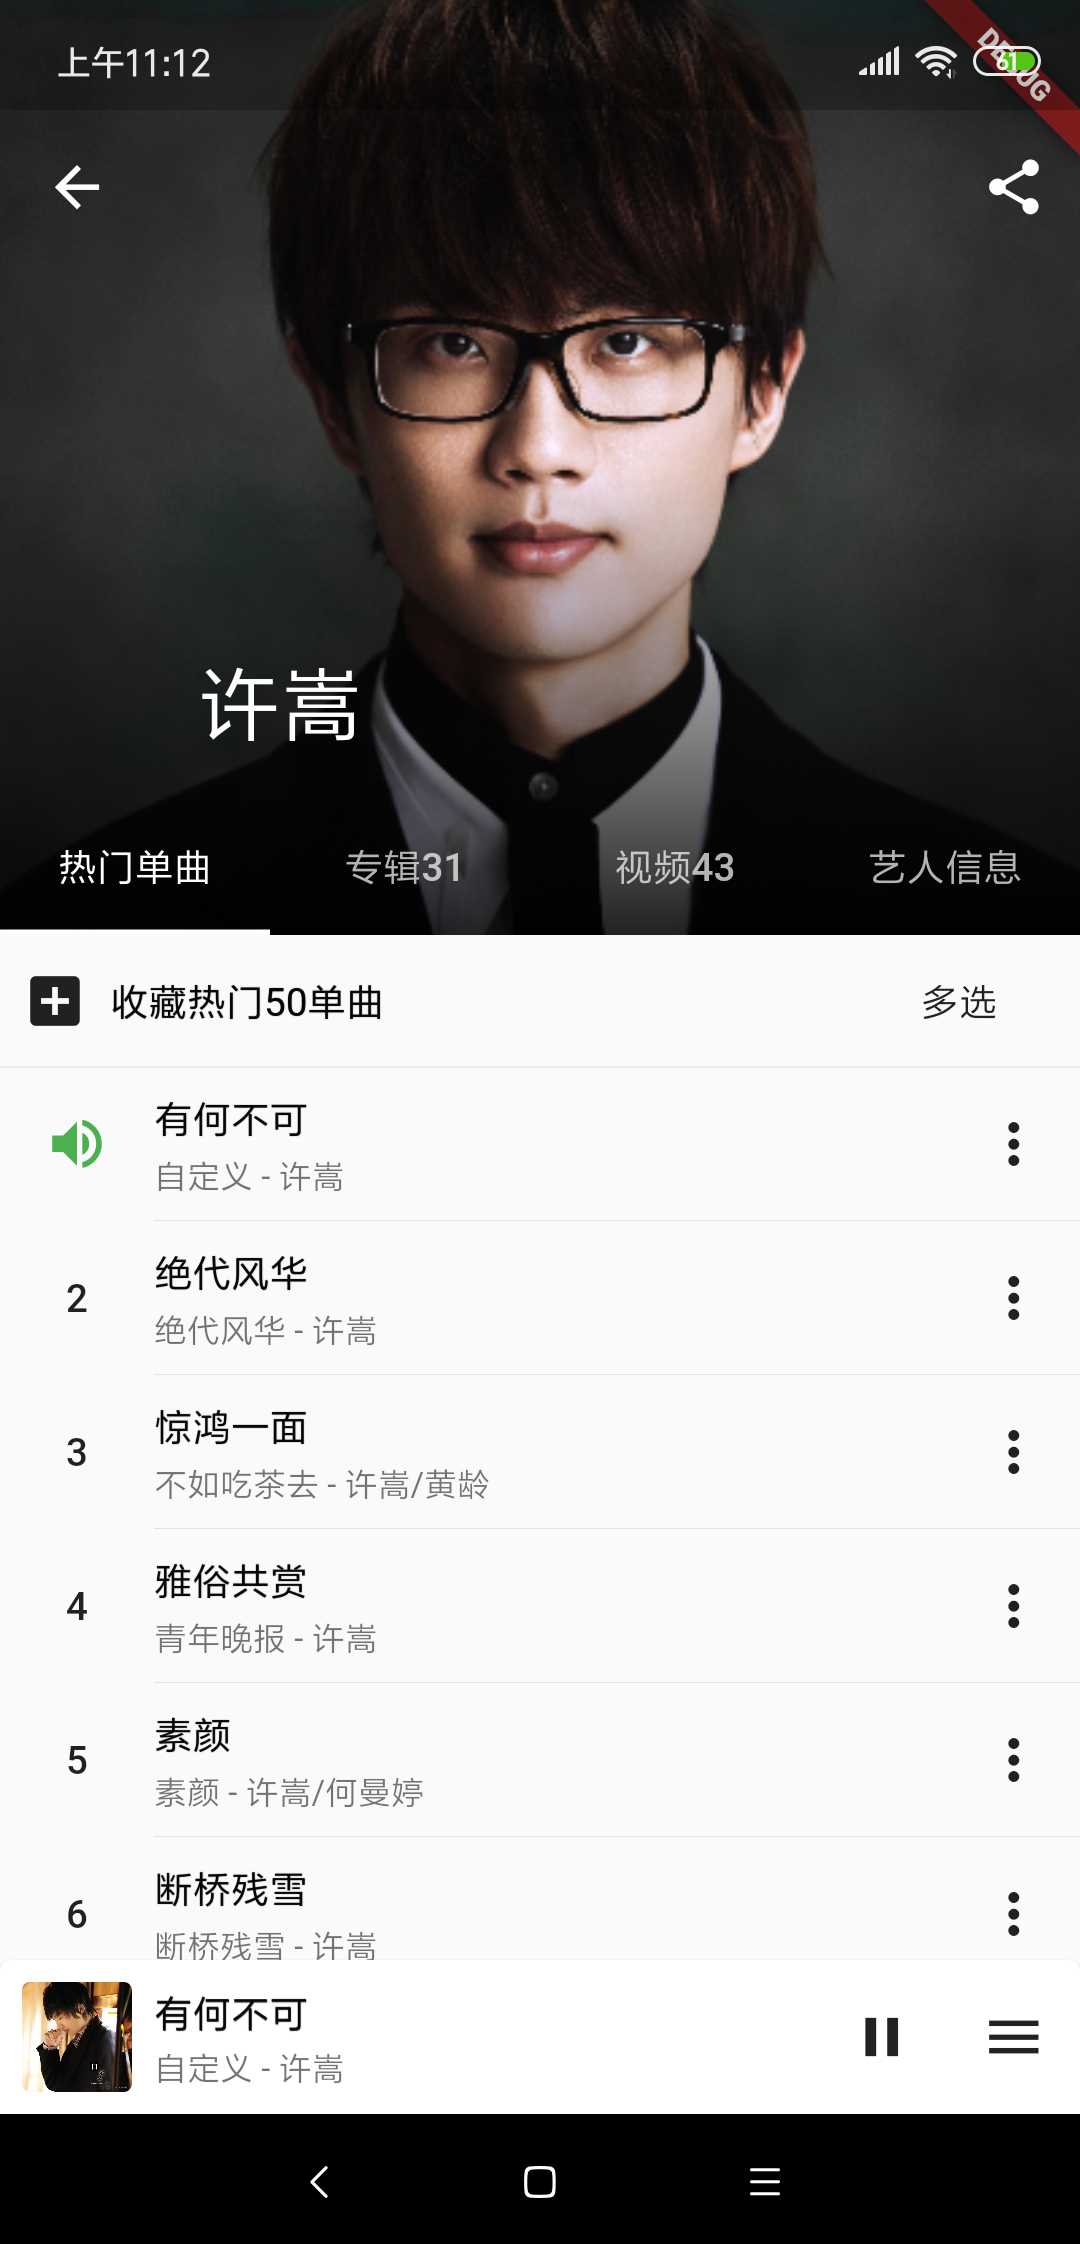 上午11:12
61
DEBUG
许嵩
热门单曲
专辑31
视频43
艺人信息
收藏热门50单曲
多选
有何不可
自定义 - 许嵩
2
绝代风华
绝代风华 - 许嵩
3
惊鸿一面
不如吃茶去 - 许嵩/黄龄
4
雅俗共赏
青年晚报 - 许嵩
5
素颜
素颜 - 许嵩/何曼婷
6
断桥残雪
断桥残雪 - 许嵩
有何不可
自定义 - 许嵩